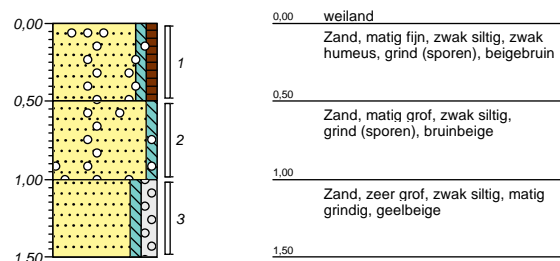 0,00
0,50
1,00
1,50
1
2
3
0,00 weiland
Zand, matig fijn, zwak siltig, zwak
humeus, grind (sporen), beigebruin
0,50
Zand, matig grof, zwak siltig,
grind (sporen), bruinbeige
1,00
Zand, zeer grof, zwak siltig, matig
grindig, geelbeige
1,50